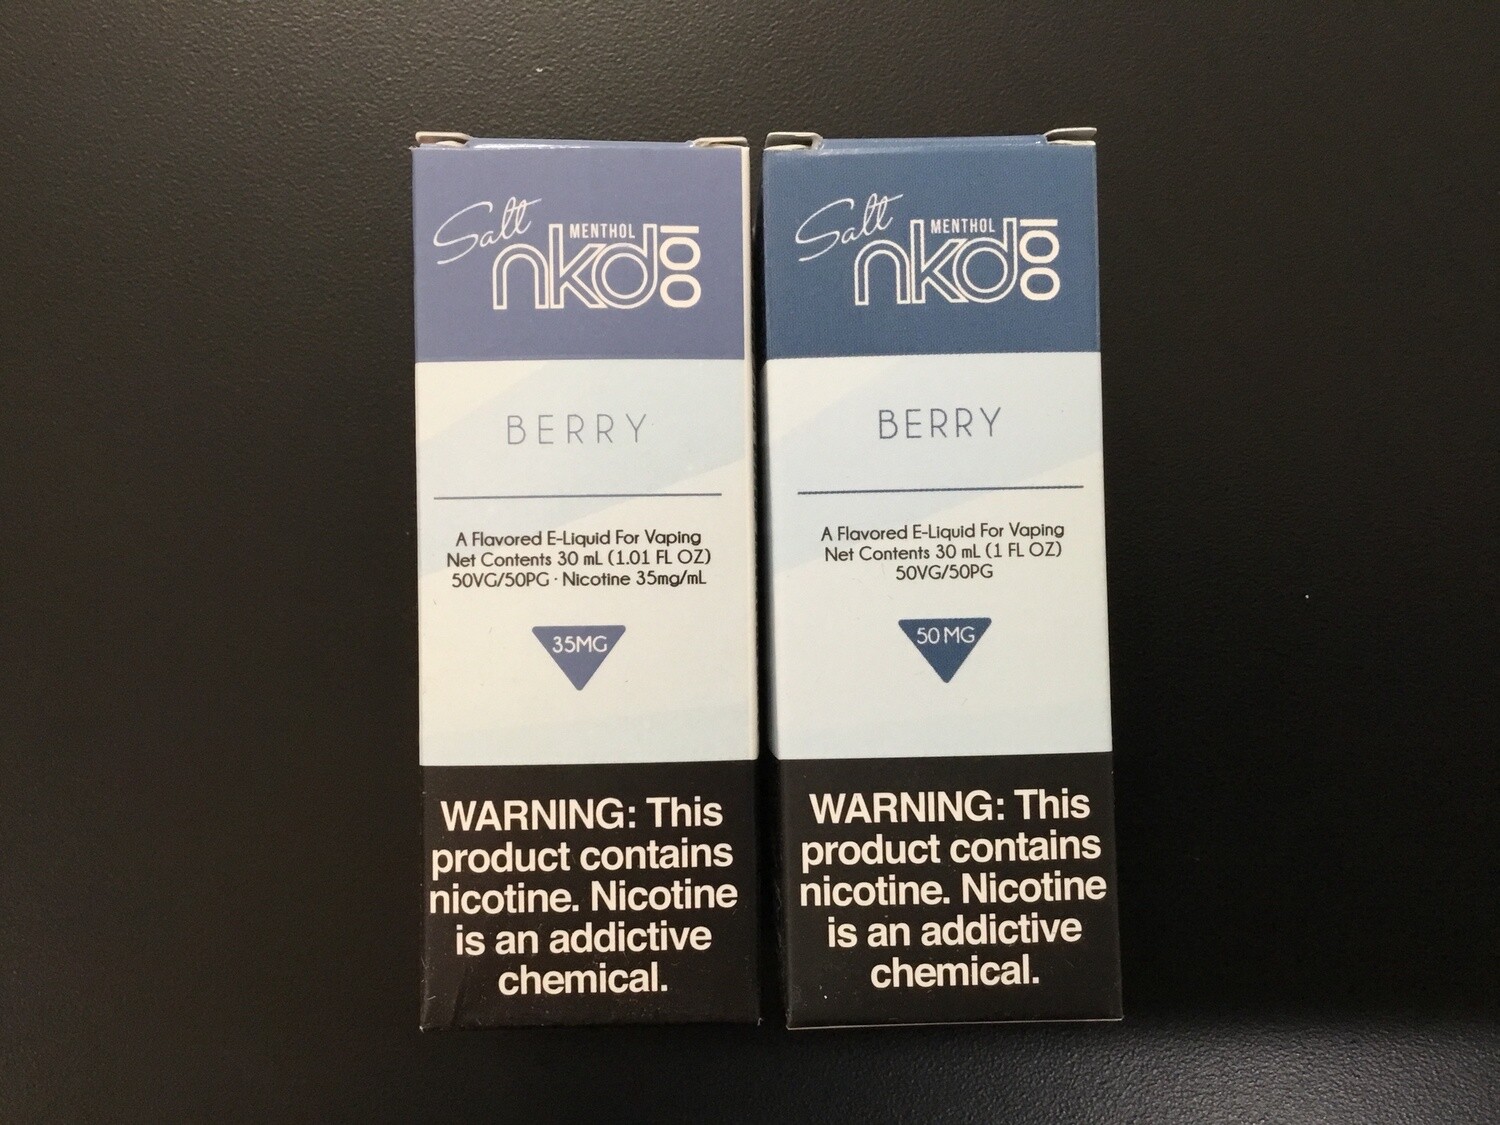 Salt
MENTHOL
nkd 100
BERRY
A Flavored E-Liquid For Vaping
Net Contents 30 mL (1.01 FL OZ)
50VG/50PG · Nicotine 35mg/mL
35MG
WARNING: This
product contains
nicotine. Nicotine
is an addictive
chemical.
Salt
MENTHOL
nkd 100
BERRY
A Flavored E-Liquid For Vaping
Net Contents 30 mL (1 FL OZ)
50VG/50PG
50 MG
WARNING: This
product contains
nicotine. Nicotine
is an addictive
chemical.